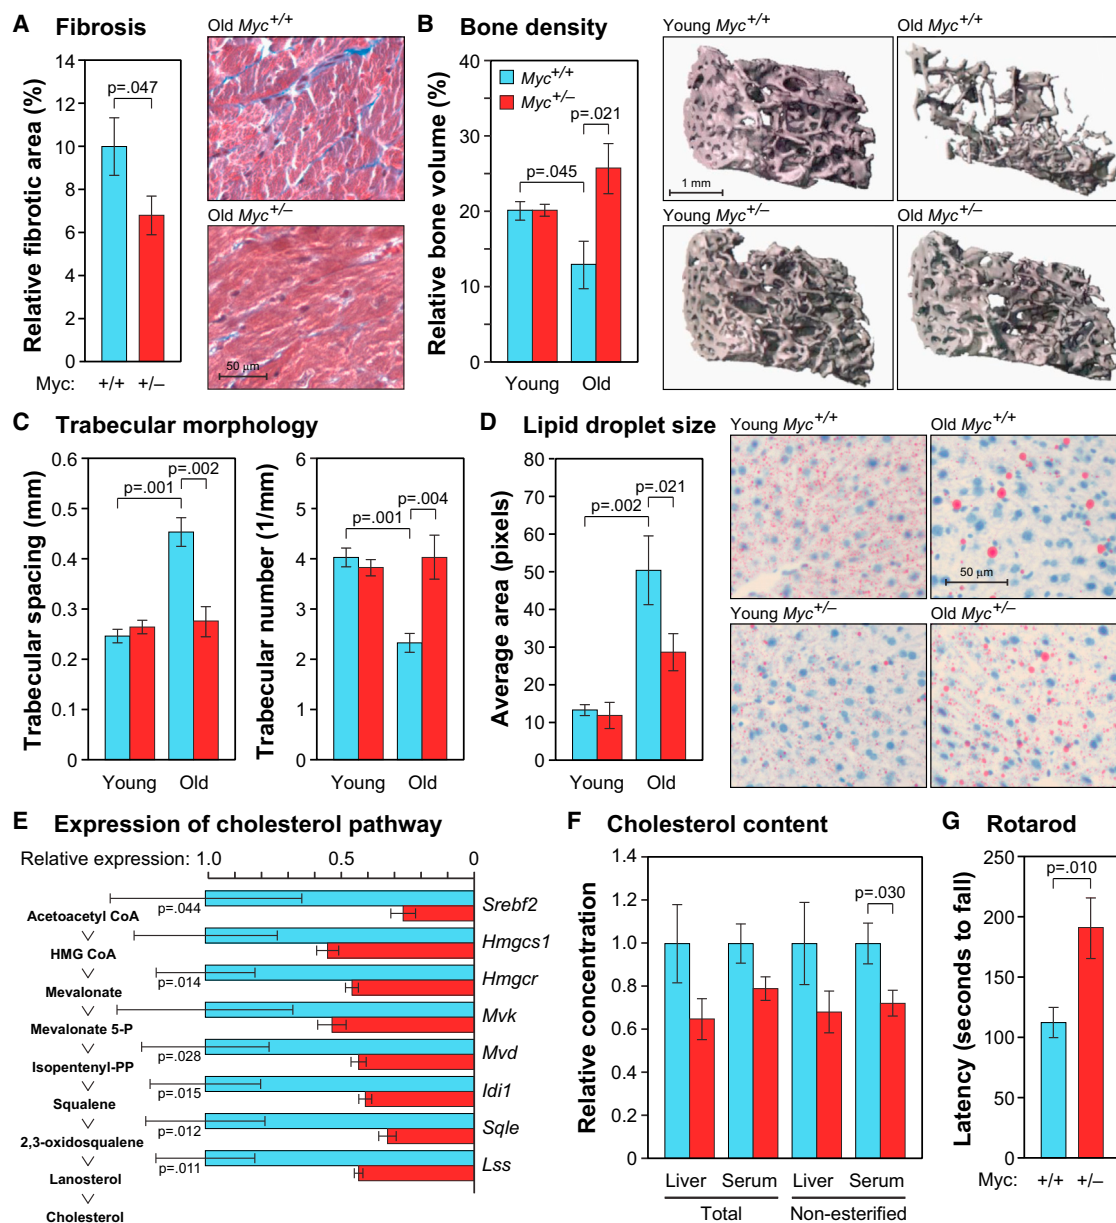 A Fibrosis
Relative fibrotic area (%)
14
12
10
8
6
4
2
0
p=.047
Myc: +/+ +/–
Old Myc+/+
Old Myc+/–
50 μm
B Bone density
Relative bone volume (%)
40
30
20
10
0
Myc+/+
Myc+/–
p=.045
p=.021
Young Old
Young Myc+/+
Old Myc+/+
1 mm
Young Myc+/–
Old Myc+/–
C Trabecular morphology
Trabecular spacing (mm)
0.6
0.5
0.4
0.3
0.2
0.1
0
p=.001
p=.002
Young Old
Trabecular number (1/mm)
6
5
4
3
2
1
0
p=.001
p=.004
Young Old
D Lipid droplet size
Average area (pixels)
80
70
60
50
40
30
20
10
0
p=.002
p=.021
Young Old
Young Myc+/+
Old Myc+/+
50 μm
Young Myc+/–
Old Myc+/–
E Expression of cholesterol pathway
Relative expression: 1.0 0.5 0
Acetoacetyl CoA
HMG CoA
Mevalonate
Mevalonate 5-P
Isopentenyl-PP
Squalene
2,3-oxidosqualene
Lanosterol
Cholesterol
p=.044
p=.014
p=.028
p=.015
p=.012
p=.011
Srebf2
Hmgcs1
Hmgcr
Mvk
Mvd
Idi1
Sqle
Lss
F Cholesterol content
Relative concentration
1.4
1.2
1.0
0.8
0.6
0.4
0.2
0
p=.030
Liver Serum Liver Serum
Total Non-esterified
G Rotarod
Latency (seconds to fall)
250
200
150
100
50
0
p=.010
Myc: +/+ +/–